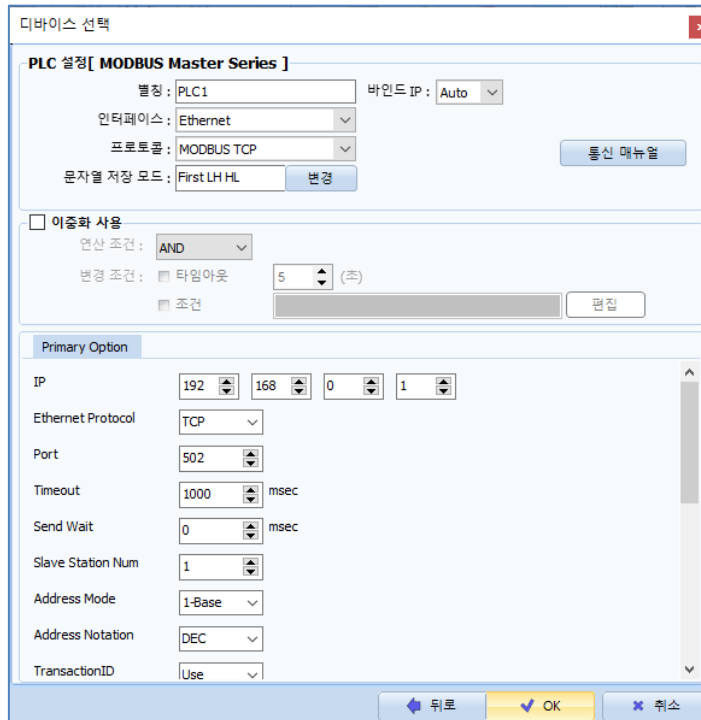 디바이스 선택
PLC 설정[ MODBUS Master Series ]
별칭 : PLC1 바인드 IP : Auto
인터페이스 : Ethernet
프로토콜 : MODBUS TCP 통신 매뉴얼
문자열 저장 모드 : First LH HL 변경
이중화 사용
연산 조건 : AND
변경 조건 : 타임아웃 5 (초)
조건 편집
Primary Option
IP 192 168 0 1
Ethernet Protocol TCP
Port 502
Timeout 1000 msec
Send Wait 0 msec
Slave Station Num 1
Address Mode 1-Base
Address Notation DEC
TransactionID Use
뒤로 OK 취소